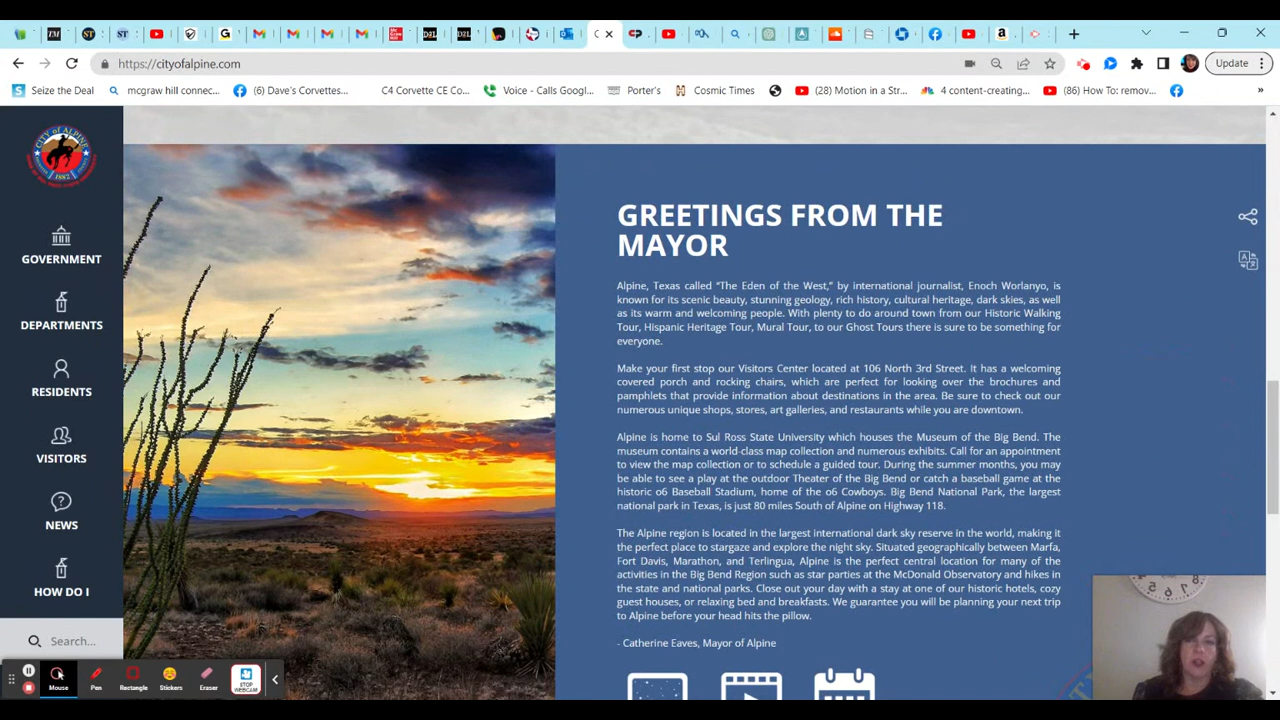 https://cityofalpine.com
Update
Seize the Deal
mcgraw hill connec...
(6) Dave's Corvettes...
C4 Corvette CE Co...
Voice - Calls Googl...
Porter's
Cosmic Times
(28) Motion in a Str...
4 content-creating...
(86) How To: remov...
»
CITY of ALPINE
1882
GOVERNMENT
DEPARTMENTS
RESIDENTS
VISITORS
NEWS
HOW DO I
Search...
GREETINGS FROM THE
MAYOR
Alpine, Texas called “The Eden of the West,” by international journalist, Enoch Worlanyo, is
known for its scenic beauty, stunning geology, rich history, cultural heritage, dark skies, as well
as its warm and welcoming people. With plenty to do around town from our Historic Walking
Tour, Hispanic Heritage Tour, Mural Tour, to our Ghost Tours there is sure to be something for
everyone.
Make your first stop our Visitors Center located at 106 North 3rd Street. It has a welcoming
covered porch and rocking chairs, which are perfect for looking over the brochures and
pamphlets that provide information about destinations in the area. Be sure to check out our
numerous unique shops, stores, art galleries, and restaurants while you are downtown.
Alpine is home to Sul Ross State University which houses the Museum of the Big Bend. The
museum contains a world-class map collection and numerous exhibits. Call for an appointment
to view the map collection or to schedule a guided tour. During the summer months, you may
be able to see a play at the outdoor Theater of the Big Bend or catch a baseball game at the
historic o6 Baseball Stadium, home of the o6 Cowboys. Big Bend National Park, the largest
national park in Texas, is just 80 miles South of Alpine on Highway 118.
The Alpine region is located in the largest international dark sky reserve in the world, making it
the perfect place to stargaze and explore the night sky. Situated geographically between Marfa,
Fort Davis, Marathon, and Terlingua, Alpine is the perfect central location for many of the
activities in the Big Bend Region such as star parties at the McDonald Observatory and hikes in
the state and national parks. Close out your day with a stay at one of our historic hotels, cozy
guest houses, or relaxing bed and breakfasts. We guarantee you will be planning your next trip
to Alpine before your head hits the pillow.
- Catherine Eaves, Mayor of Alpine
Mouse
Pen
Rectangle
Stickers
Eraser
STOP
WEBCAM